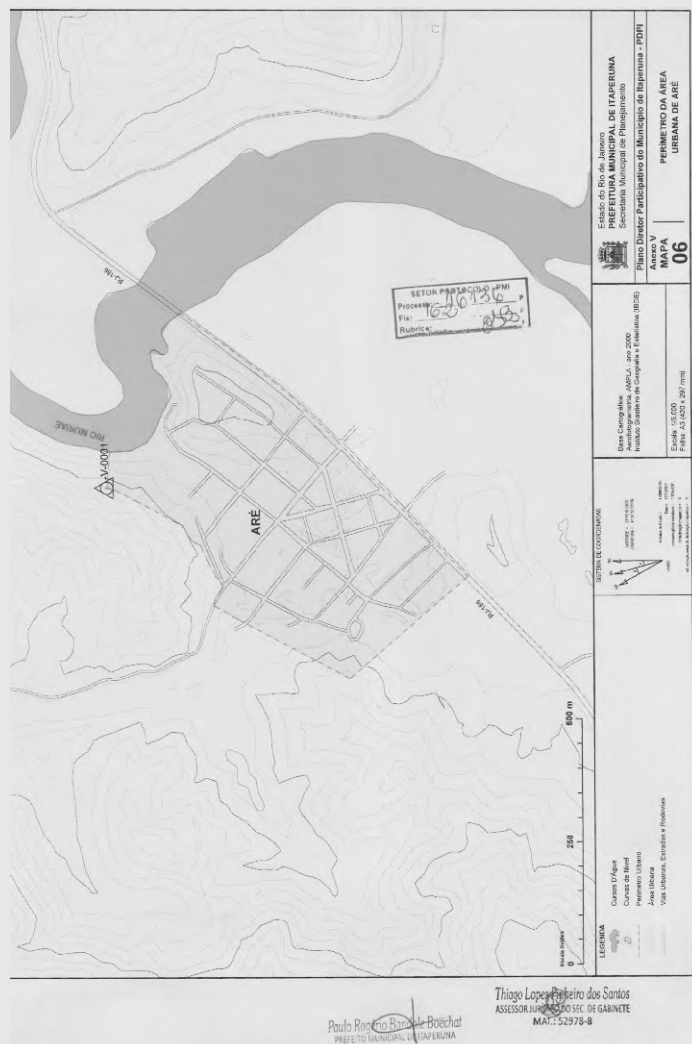 Estado do Rio de Janeiro
PREFEITURA MUNICIPAL DE ITAPERUNA
Secretaria Municipal de Planejamento
Plano Diretor Participativo do Município de Itaperuna - PDPI
Anexo V
MAPA
06
PERÍMETRO DA ÁREA
URBANA DE ARÉ
Base Cartográfica:
Aerofotogrametria AMPLA - ano 2000
Instituto Brasileiro de Geografia e Estatística (IBGE)
Escala: 1/5.000
Folha: A3 (420 x 297 mm)
SISTEMA DE COORDENADAS
LEGENDA
Cursos D'Água
Curvas de Nível
Perímetro Urbano
Área Urbana
Vias Urbanas, Estradas e Rodovias
RJ-186
RIO MURIAÉ
V-0001
ARÉ
RJ-186
Escala Gráfica
0
250
500 m
SETOR PROTOCOLO PMI
Processo: 16136
Fls: 162
Rubrica:
Thiago Lopes Pinheiro dos Santos
ASSESSOR JURÍDICO DO SEC. DE GABINETE
MAT.: 52978-8
Paulo Rogério Bandole Boechat
PREFEITO MUNICIPAL DE ITAPERUNA